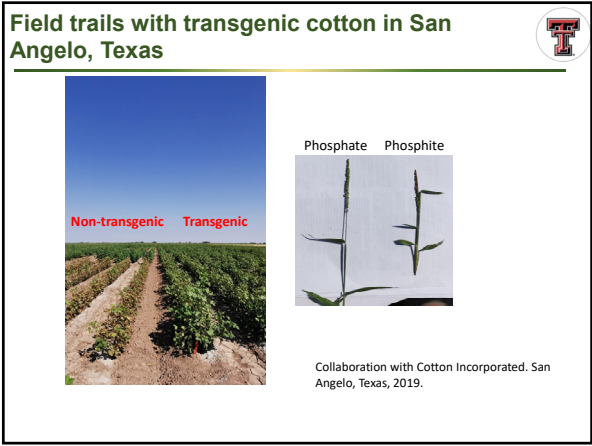 Field trails with transgenic cotton in San
Angelo, Texas
Phosphate Phosphite
Non-transgenic Transgenic
Collaboration with Cotton Incorporated. San
Angelo, Texas, 2019.